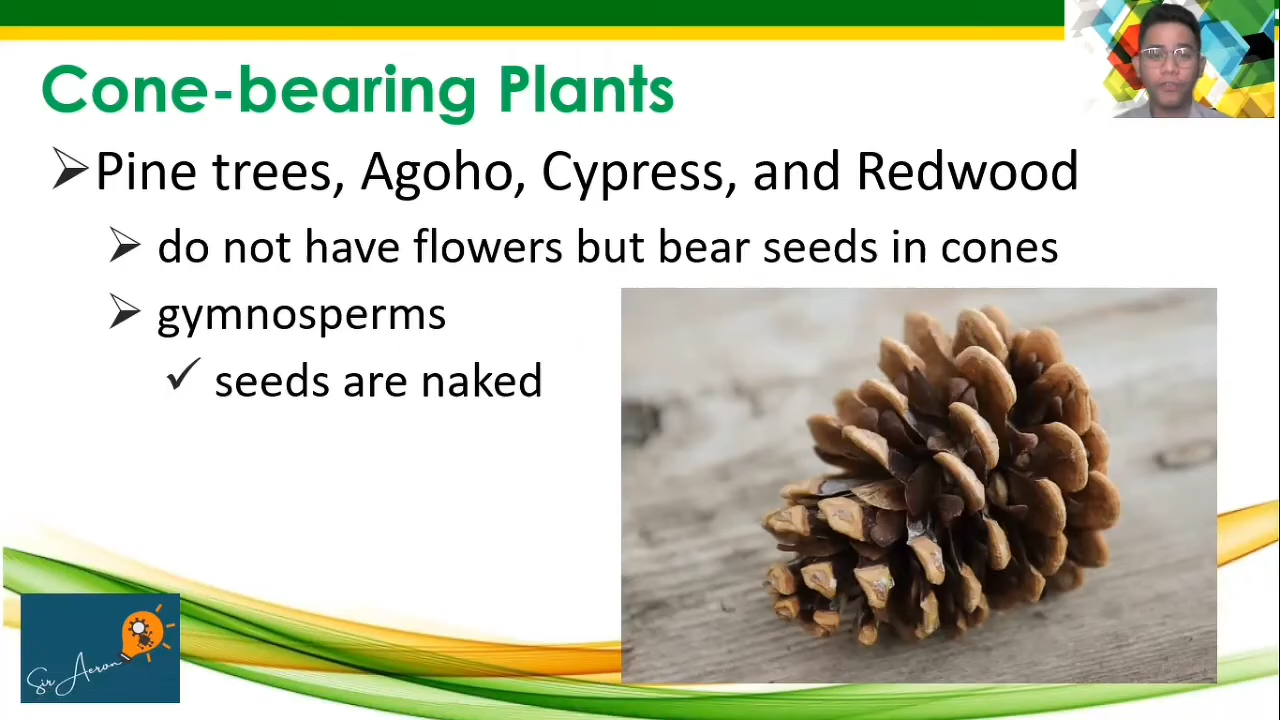 Cone-bearing Plants
Pine trees, Agoho, Cypress, and Redwood
do not have flowers but bear seeds in cones
gymnosperms
seeds are naked
Sir Aeron